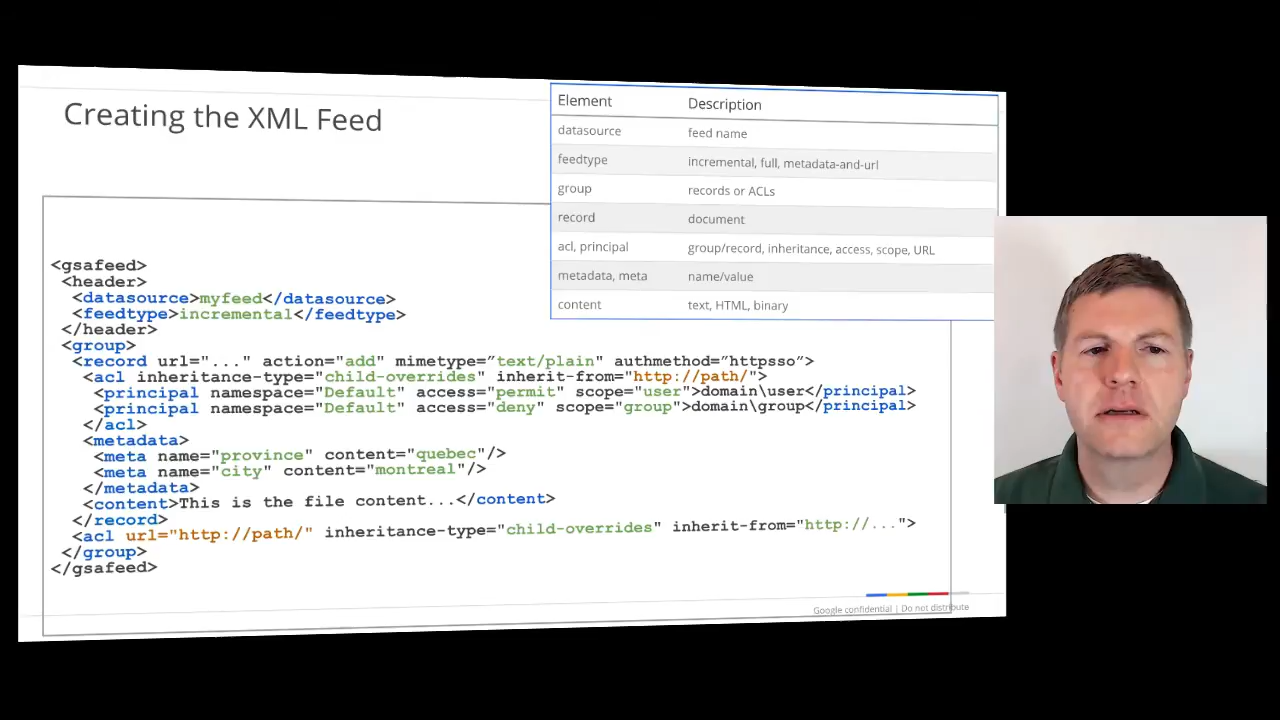 Creating the XML Feed
Element Description
datasource feed name
feedtype incremental, full, metadata-and-url
group records or ACLs
record document
acl, principal group/record, inheritance, access, scope, URL
metadata, meta name/value
content text, HTML, binary
<gsafeed>
<header>
<datasource>myfeed</datasource>
<feedtype>incremental</feedtype>
</header>
<group>
<record url="..." action="add" mimetype=”text/plain" authmethod=”httpsso”>
<acl inheritance-type="child-overrides" inherit-from="http://path/">
<principal namespace="Default" access="permit" scope="user">domain\user</principal>
<principal namespace="Default" access="deny" scope="group">domain\group</principal>
</acl>
<metadata>
<meta name="province" content="quebec"/>
<meta name="city" content="montreal"/>
</metadata>
<content>This is the file content...</content>
</record>
<acl url="http://path/" inheritance-type="child-overrides" inherit-from="http://...">
</group>
</gsafeed>
Google confidential | Do not distribute